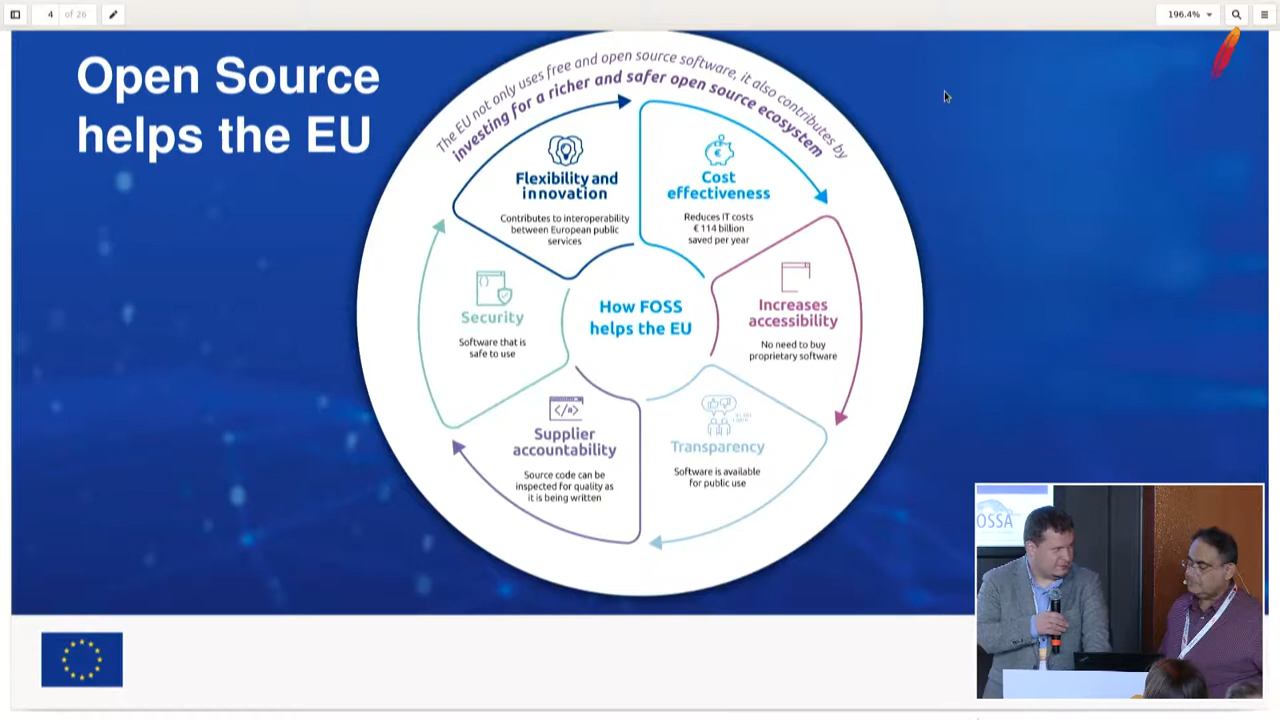 4 of 26
196.4%
Open Source
helps the EU
The EU not only uses free and open source software, it also contributes by
investing for a richer and safer open source ecosystem
Flexibility and
innovation
Contributes to interoperability
between European public
services
Cost
effectiveness
Reduces IT costs
€ 114 billion
saved per year
Security
Software that is
safe to use
How FOSS
helps the EU
Increases
accessibility
No need to buy
proprietary software
Supplier
accountability
Source code can be
inspected for quality as
it is being written
Transparency
Software is available
for public use
OSSA